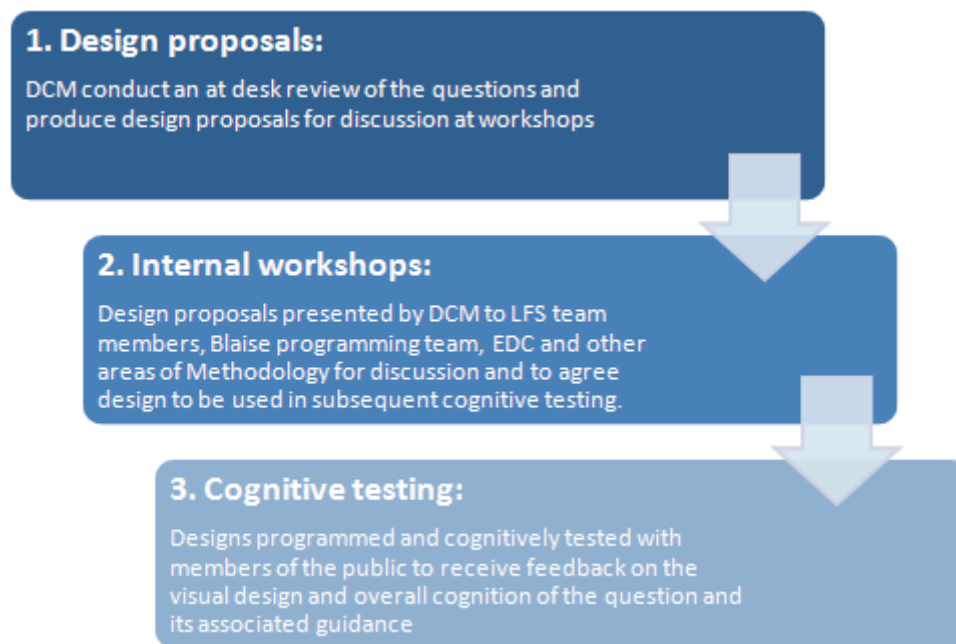 1. Design proposals:
DCM conduct an at desk review of the questions and
produce design proposals for discussion at workshops
2. Internal workshops:
Design proposals presented by DCM to LFS team
members, Blaise programming team, EDC and other
areas of Methodology for discussion and to agree
design to be used in subsequent cognitive testing.
3. Cognitive testing:
Designs programmed and cognitively tested with
members of the public to receive feedback on the
visual design and overall cognition of the question and
its associated guidance